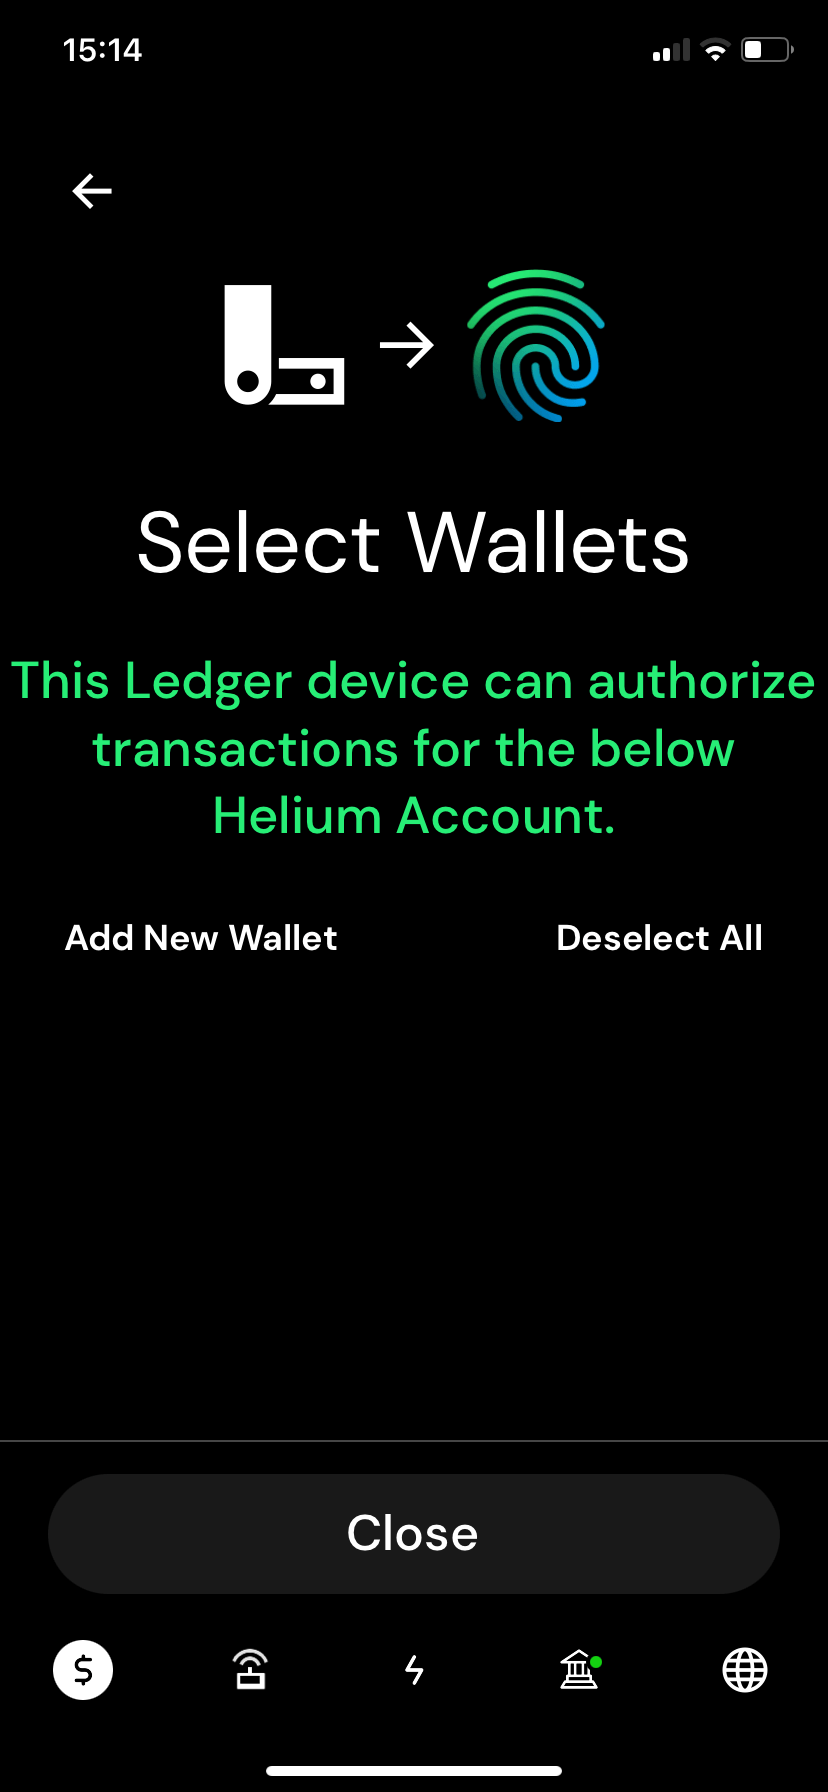 15:14
Select Wallets
This Ledger device can authorize
transactions for the below
Helium Account.
Add New Wallet
Deselect All
Close